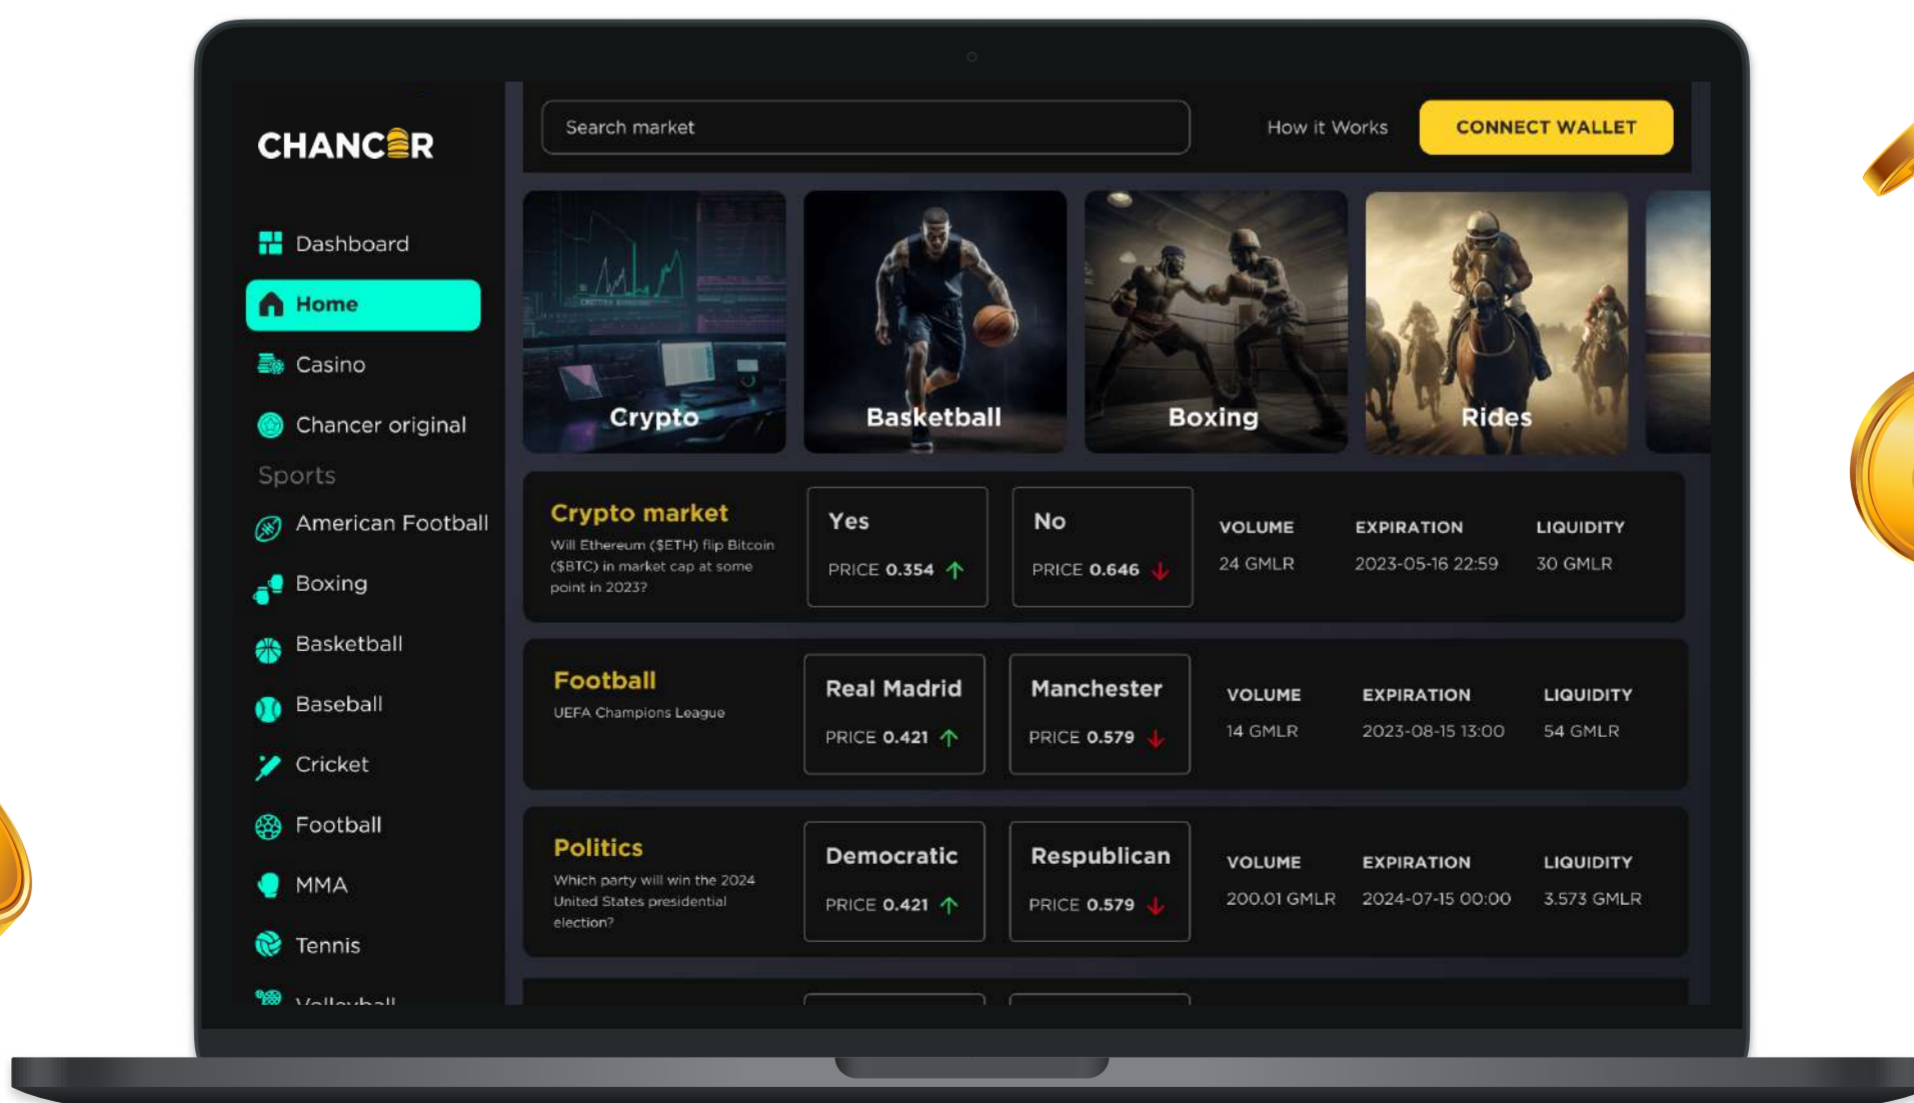 CHANCER
Search market
How it Works
CONNECT WALLET
Dashboard
Home
Casino
Chancer original
Sports
American Football
Boxing
Basketball
Baseball
Cricket
Football
MMA
Tennis
Volleyball
Crypto
Basketball
Boxing
Rides
Crypto market
Will Ethereum ($ETH) flip Bitcoin
($BTC) in market cap at some
point in 2023?
Yes
PRICE 0.354
No
PRICE 0.646
VOLUME
24 GMLR
EXPIRATION
2023-05-16 22:59
LIQUIDITY
30 GMLR
Football
UEFA Champions League
Real Madrid
PRICE 0.421
Manchester
PRICE 0.579
VOLUME
14 GMLR
EXPIRATION
2023-08-15 13:00
LIQUIDITY
54 GMLR
Politics
Which party will win the 2024
United States presidential
election?
Democratic
PRICE 0.421
Respublican
PRICE 0.579
VOLUME
200.01 GMLR
EXPIRATION
2024-07-15 00:00
LIQUIDITY
3.573 GMLR